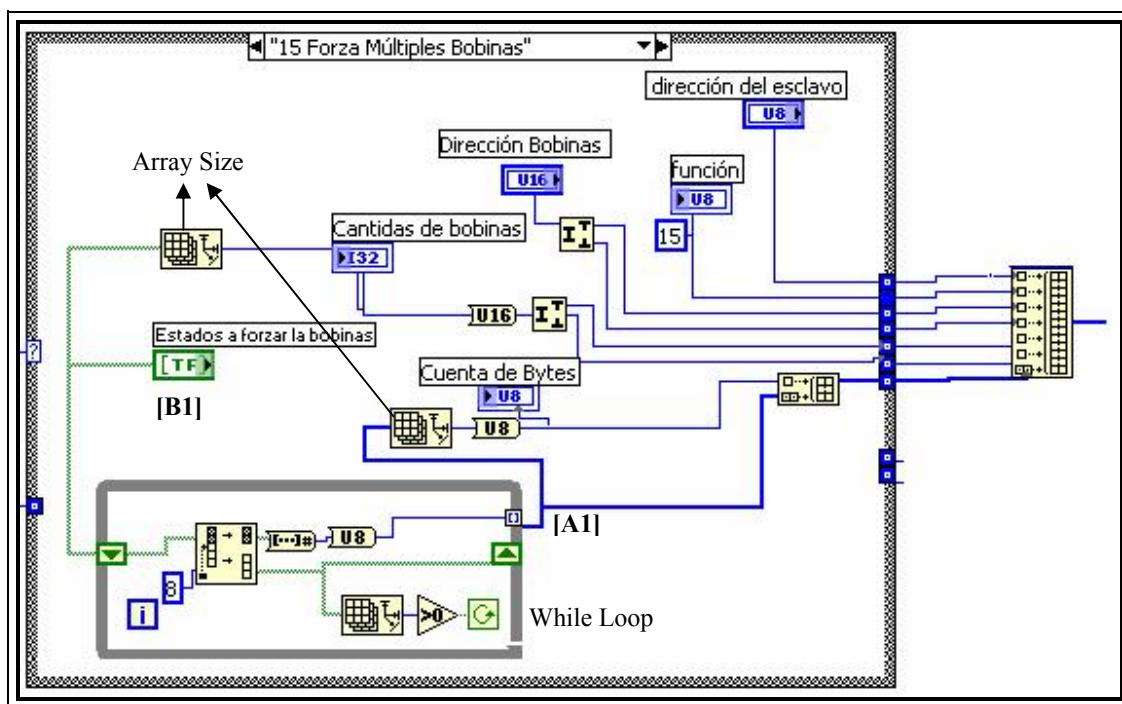 "15 Forza Múltiples Bobinas"
dirección del esclavo
U8
Array Size
Dirección Bobinas
U16
función
U8
15
Cantidas de bobinas
I32
U16
Estados a forzar la bobinas
TF
[B1]
Cuenta de Bytes
U8
U8
[A1]
[...]#
U8
8
i
>0
While Loop
?